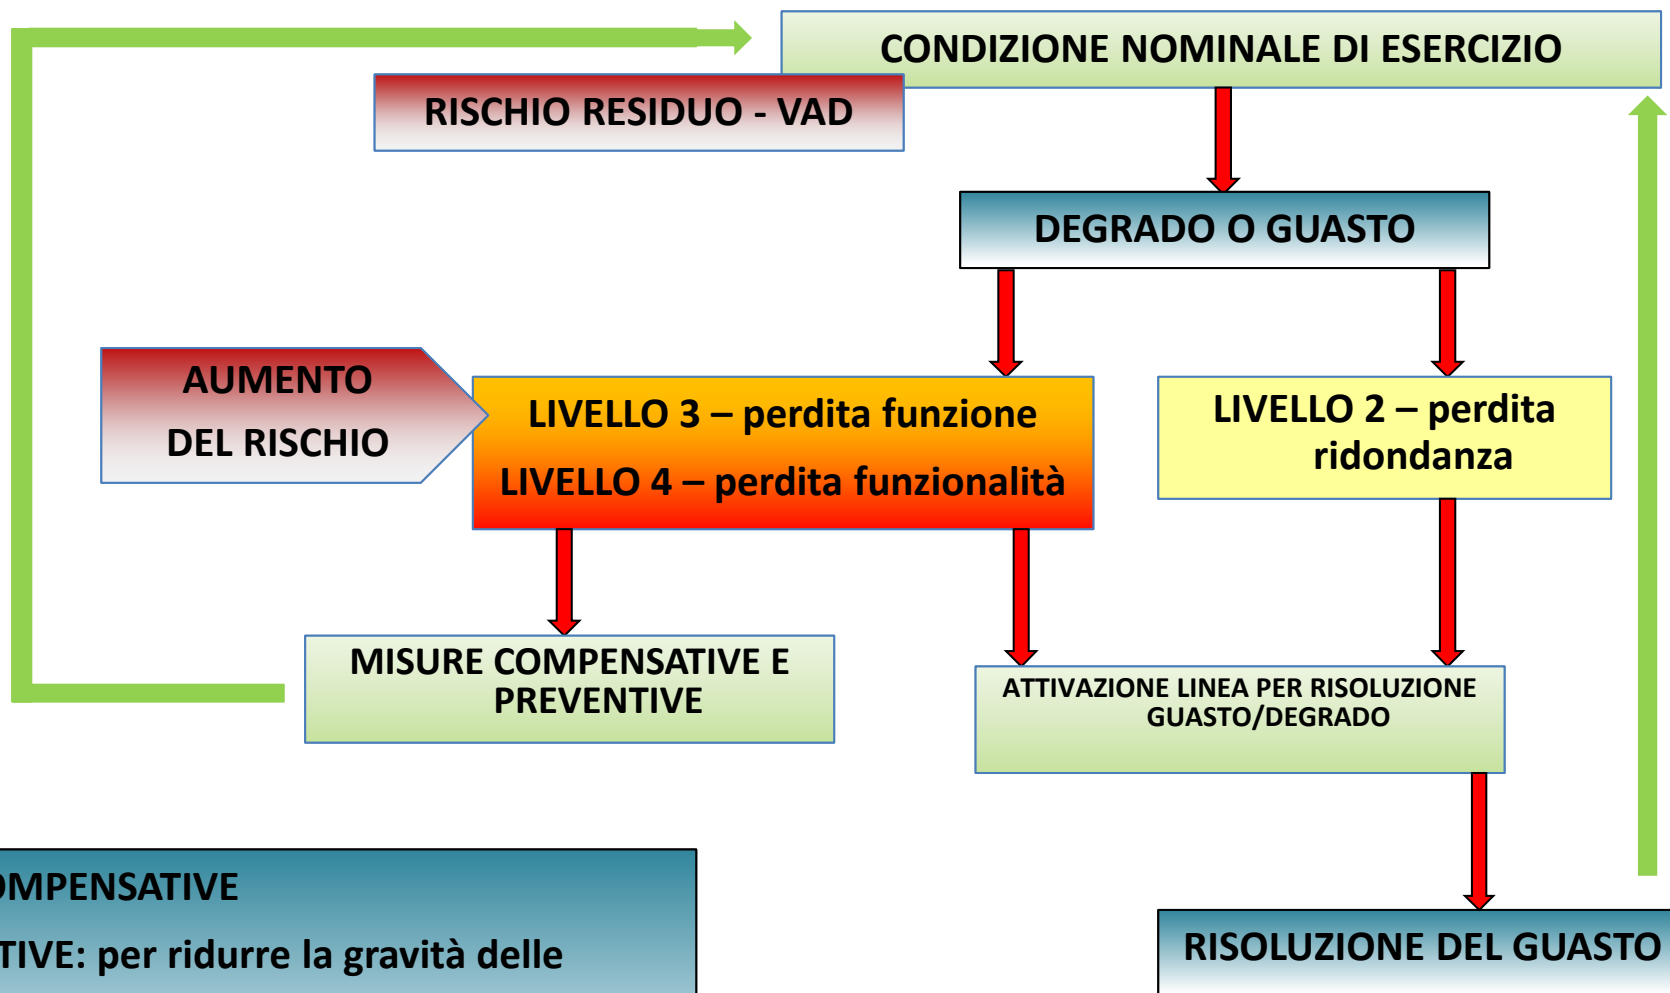 CONDIZIONE NOMINALE DI ESERCIZIO
RISCHIO RESIDUO - VAD
DEGRADO O GUASTO
AUMENTO
DEL RISCHIO
LIVELLO 3 – perdita funzione
LIVELLO 4 – perdita funzionalità
LIVELLO 2 – perdita
ridondanza
MISURE COMPENSATIVE E
PREVENTIVE
ATTIVAZIONE LINEA PER RISOLUZIONE
GUASTO/DEGRADO
OMPENSATIVE
TIVE: per ridurre la gravità delle
RISOLUZIONE DEL GUASTO